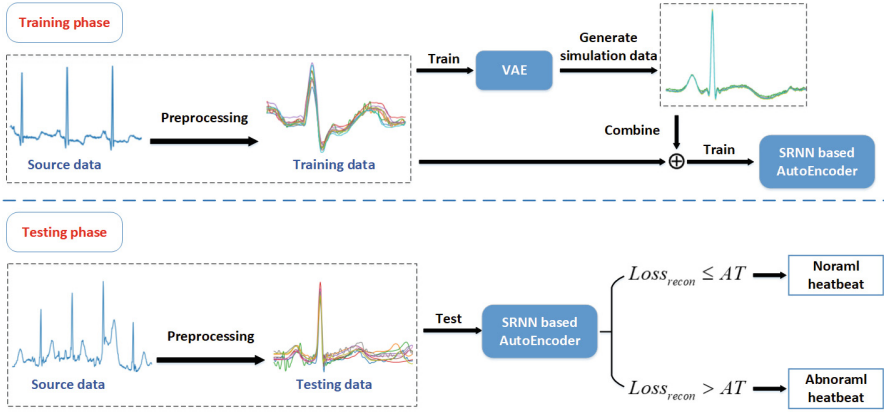 Training phase
Train
VAE
Generate
simulation data
Preprocessing
Source data
Training data
Combine
⊕
Train
SRNN based
AutoEncoder
Testing phase
Preprocessing
Source data
Testing data
Test
SRNN based
AutoEncoder
Loss_recon ≤ AT
Noraml
heatbeat
Loss_recon > AT
Abnoraml
heatbeat